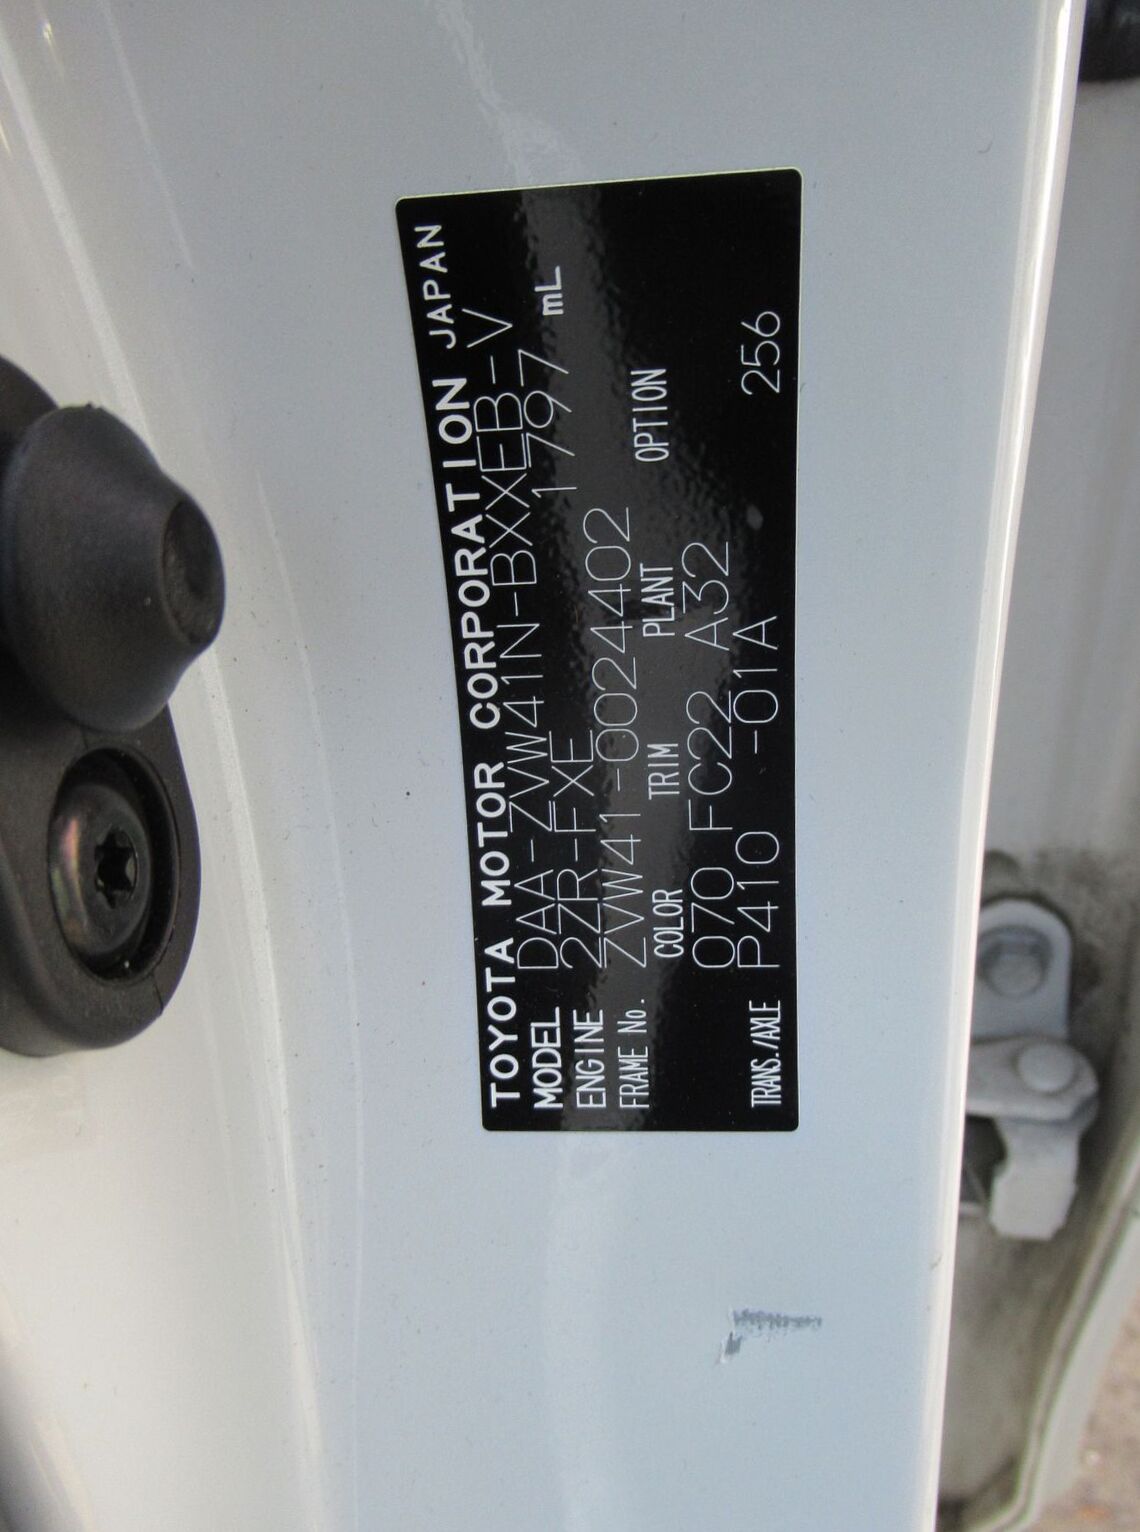 TOYOTA MOTOR CORPORATION JAPAN
MODEL DAA-ZVW41N-BXXEB-V
ENGINE 2ZR-FXE 1797 mL
FRAME No. ZVW41-0024402
COLOR TRIM PLANT OPTION
070 FC22 A32
TRANS./AXLE P410 -01A 256